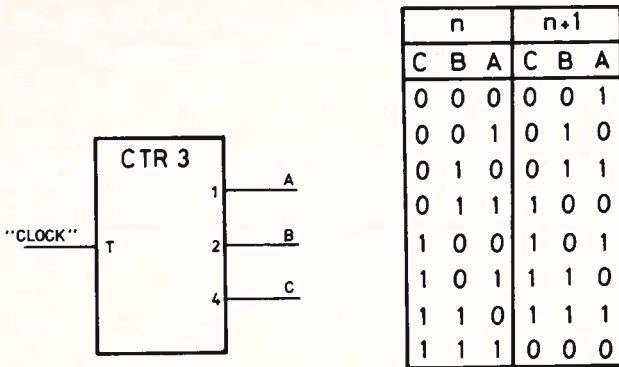 CTR 3
1 A
"CLOCK" T 2 B
4 C
n n+1
C B A C B A
0 0 0 0 0 1
0 0 1 0 1 0
0 1 0 0 1 1
0 1 1 1 0 0
1 0 0 1 0 1
1 0 1 1 1 0
1 1 0 1 1 1
1 1 1 0 0 0